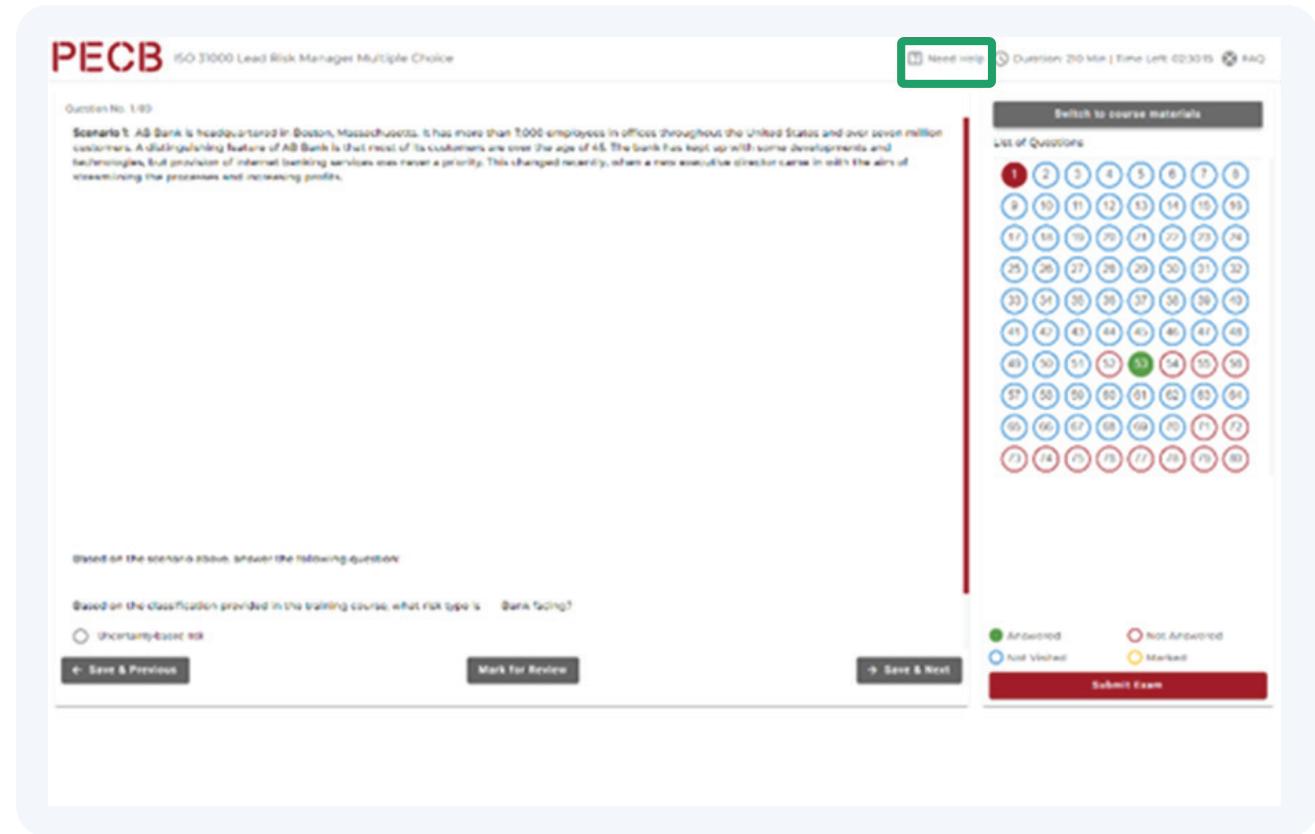 PECB ISO 31000 Lead Risk Manager Multiple Choice
Need Help Duration: 210 Min | Time Left: 02:30:15 FAQ
Question No. 1/80
Scenario 1: AB Bank is headquartered in Boston, Massachusetts. It has more than 7,000 employees in offices throughout the United States and over seven million
customers. A distinguishing feature of AB Bank is that most of its customers are over the age of 45. The bank has kept up with some developments and
technologies, but provision of internet banking services was never a priority. This changed recently, when a new executive director came in with the aim of
streamlining the processes and increasing profits.
Based on the scenario above, answer the following question:
Based on the classification provided in the training course, what risk type is Bank facing?
Uncertainty-based risk
← Save & Previous
Mark for Review
→ Save & Next
Switch to course materials
List of Questions
1 2 3 4 5 6 7 8
9 10 11 12 13 14 15 16
17 18 19 20 21 22 23 24
25 26 27 28 29 30 31 32
33 34 35 36 37 38 39 40
41 42 43 44 45 46 47 48
49 50 51 52 53 54 55 56
57 58 59 60 61 62 63 64
65 66 67 68 69 70 71 72
73 74 75 76 77 78 79 80
Answered Not Answered
Not Visited Marked
Submit Exam